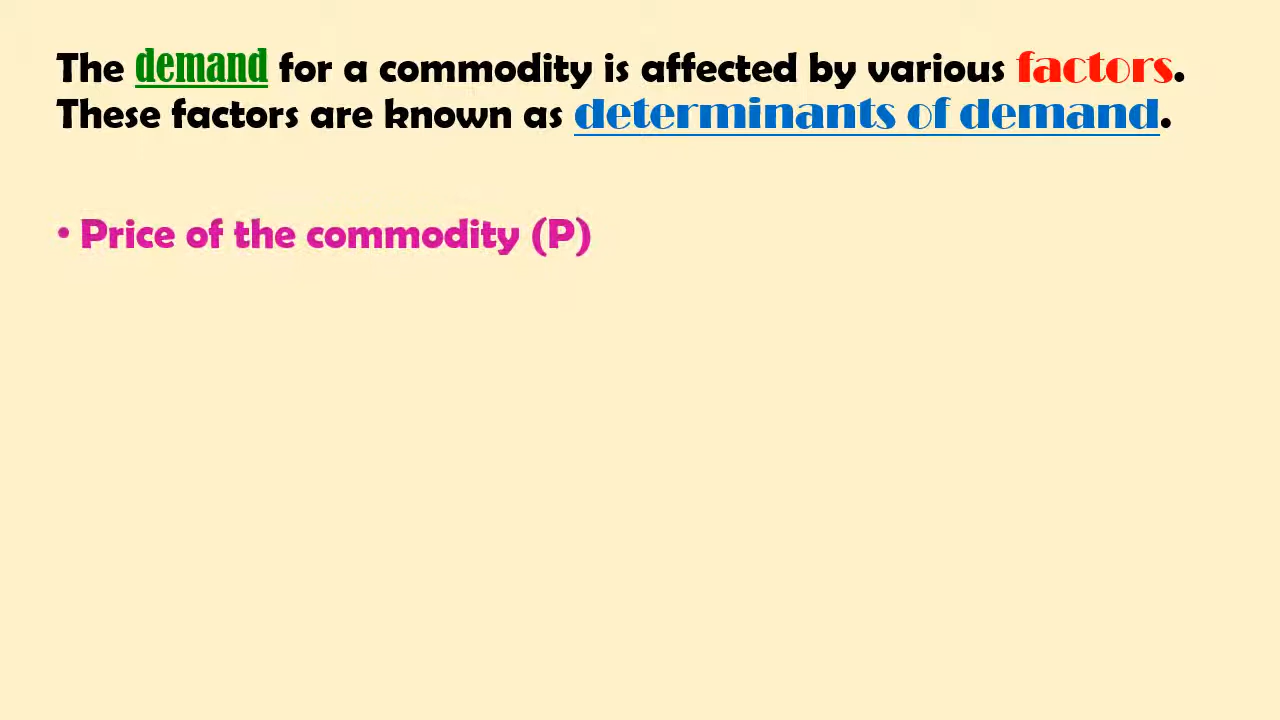 The demand for a commodity is affected by various factors.
These factors are known as determinants of demand.
• Price of the commodity (P)